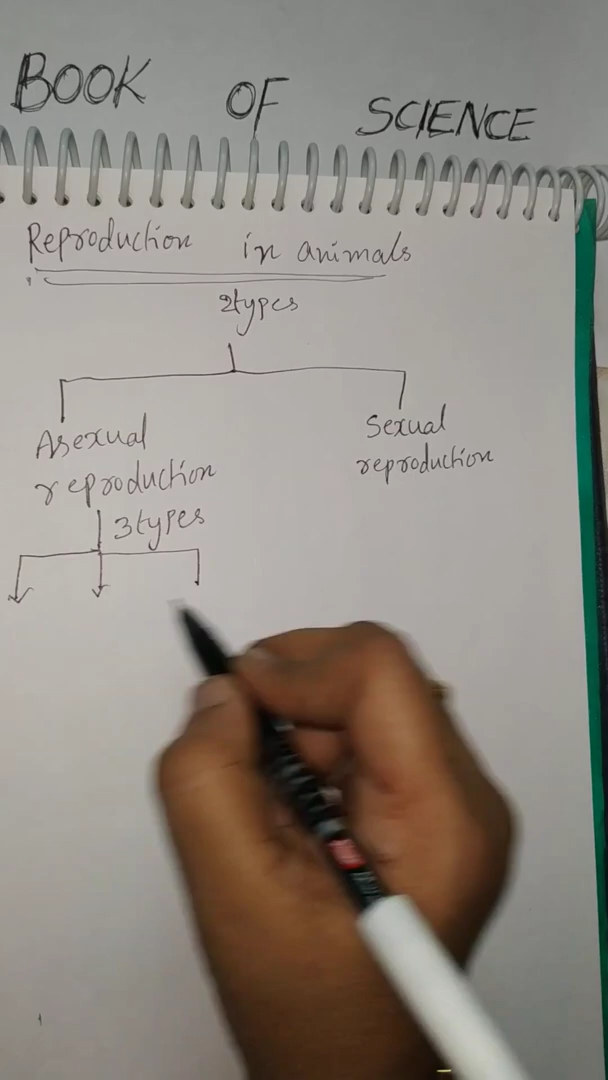 BOOK OF SCIENCE
Reproduction in animals
2types
Asexual
reproduction
Sexual
reproduction
3types